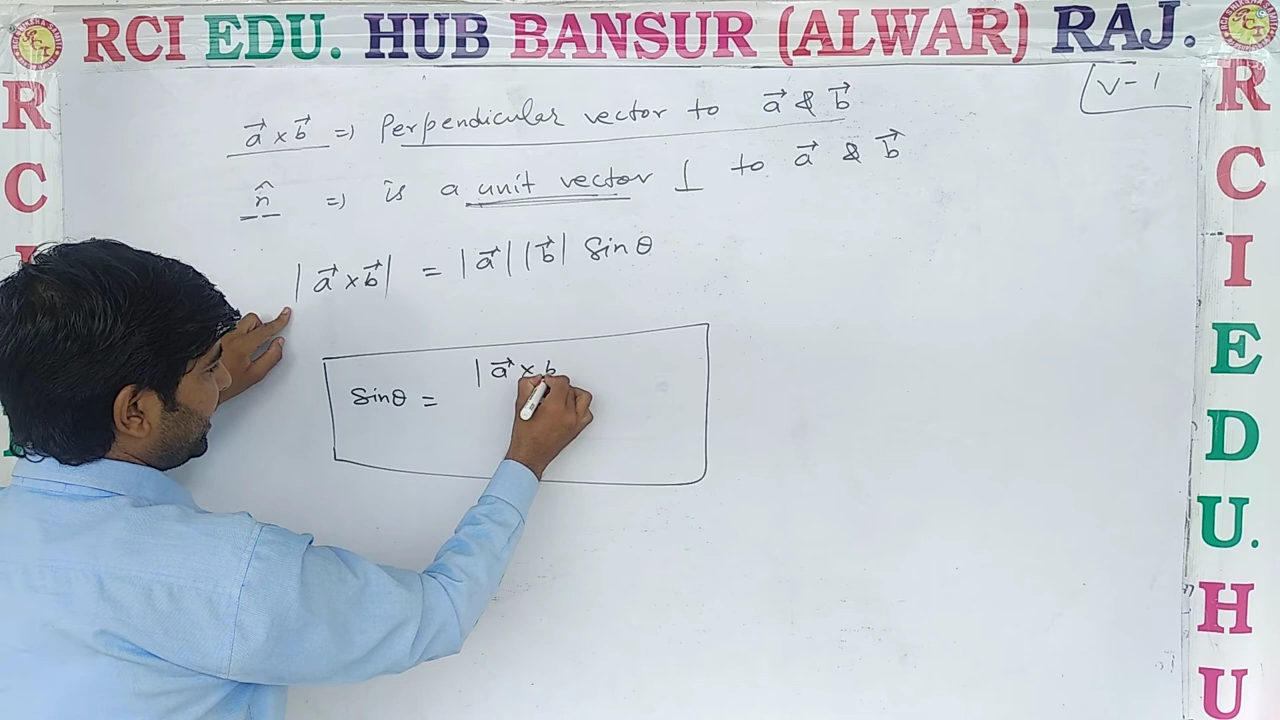 RCI EDU. HUB BANSUR (ALWAR) RAJ.
V-1
a⃗ × b⃗ ⇒ Perpendicular vector to a⃗ & b⃗
n̂ ⇒ is a unit vector ⊥ to a⃗ & b⃗
|a⃗ × b⃗| = |a⃗| |b⃗| Sinθ
Sinθ = |a⃗ × b
R
C
R
C
I
E
D
U.
H
U